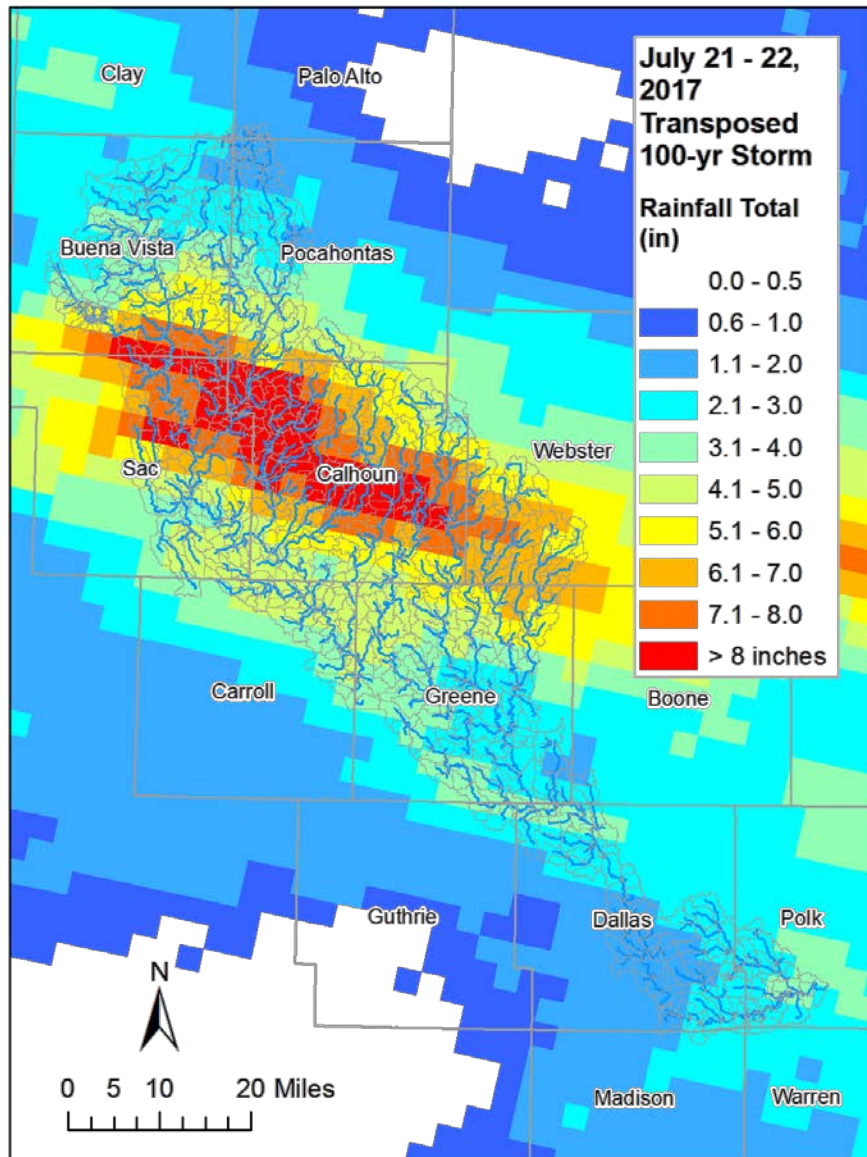 July 21 - 22,
2017
Transposed
100-yr Storm
Rainfall Total
(in)
0.0 - 0.5
0.6 - 1.0
1.1 - 2.0
2.1 - 3.0
3.1 - 4.0
4.1 - 5.0
5.1 - 6.0
6.1 - 7.0
7.1 - 8.0
> 8 inches
Clay
Palo Alto
Buena Vista
Pocahontas
Sac
Calhoun
Webster
Carroll
Greene
Boone
Guthrie
Dallas
Polk
Madison
Warren
N
0 5 10 20 Miles